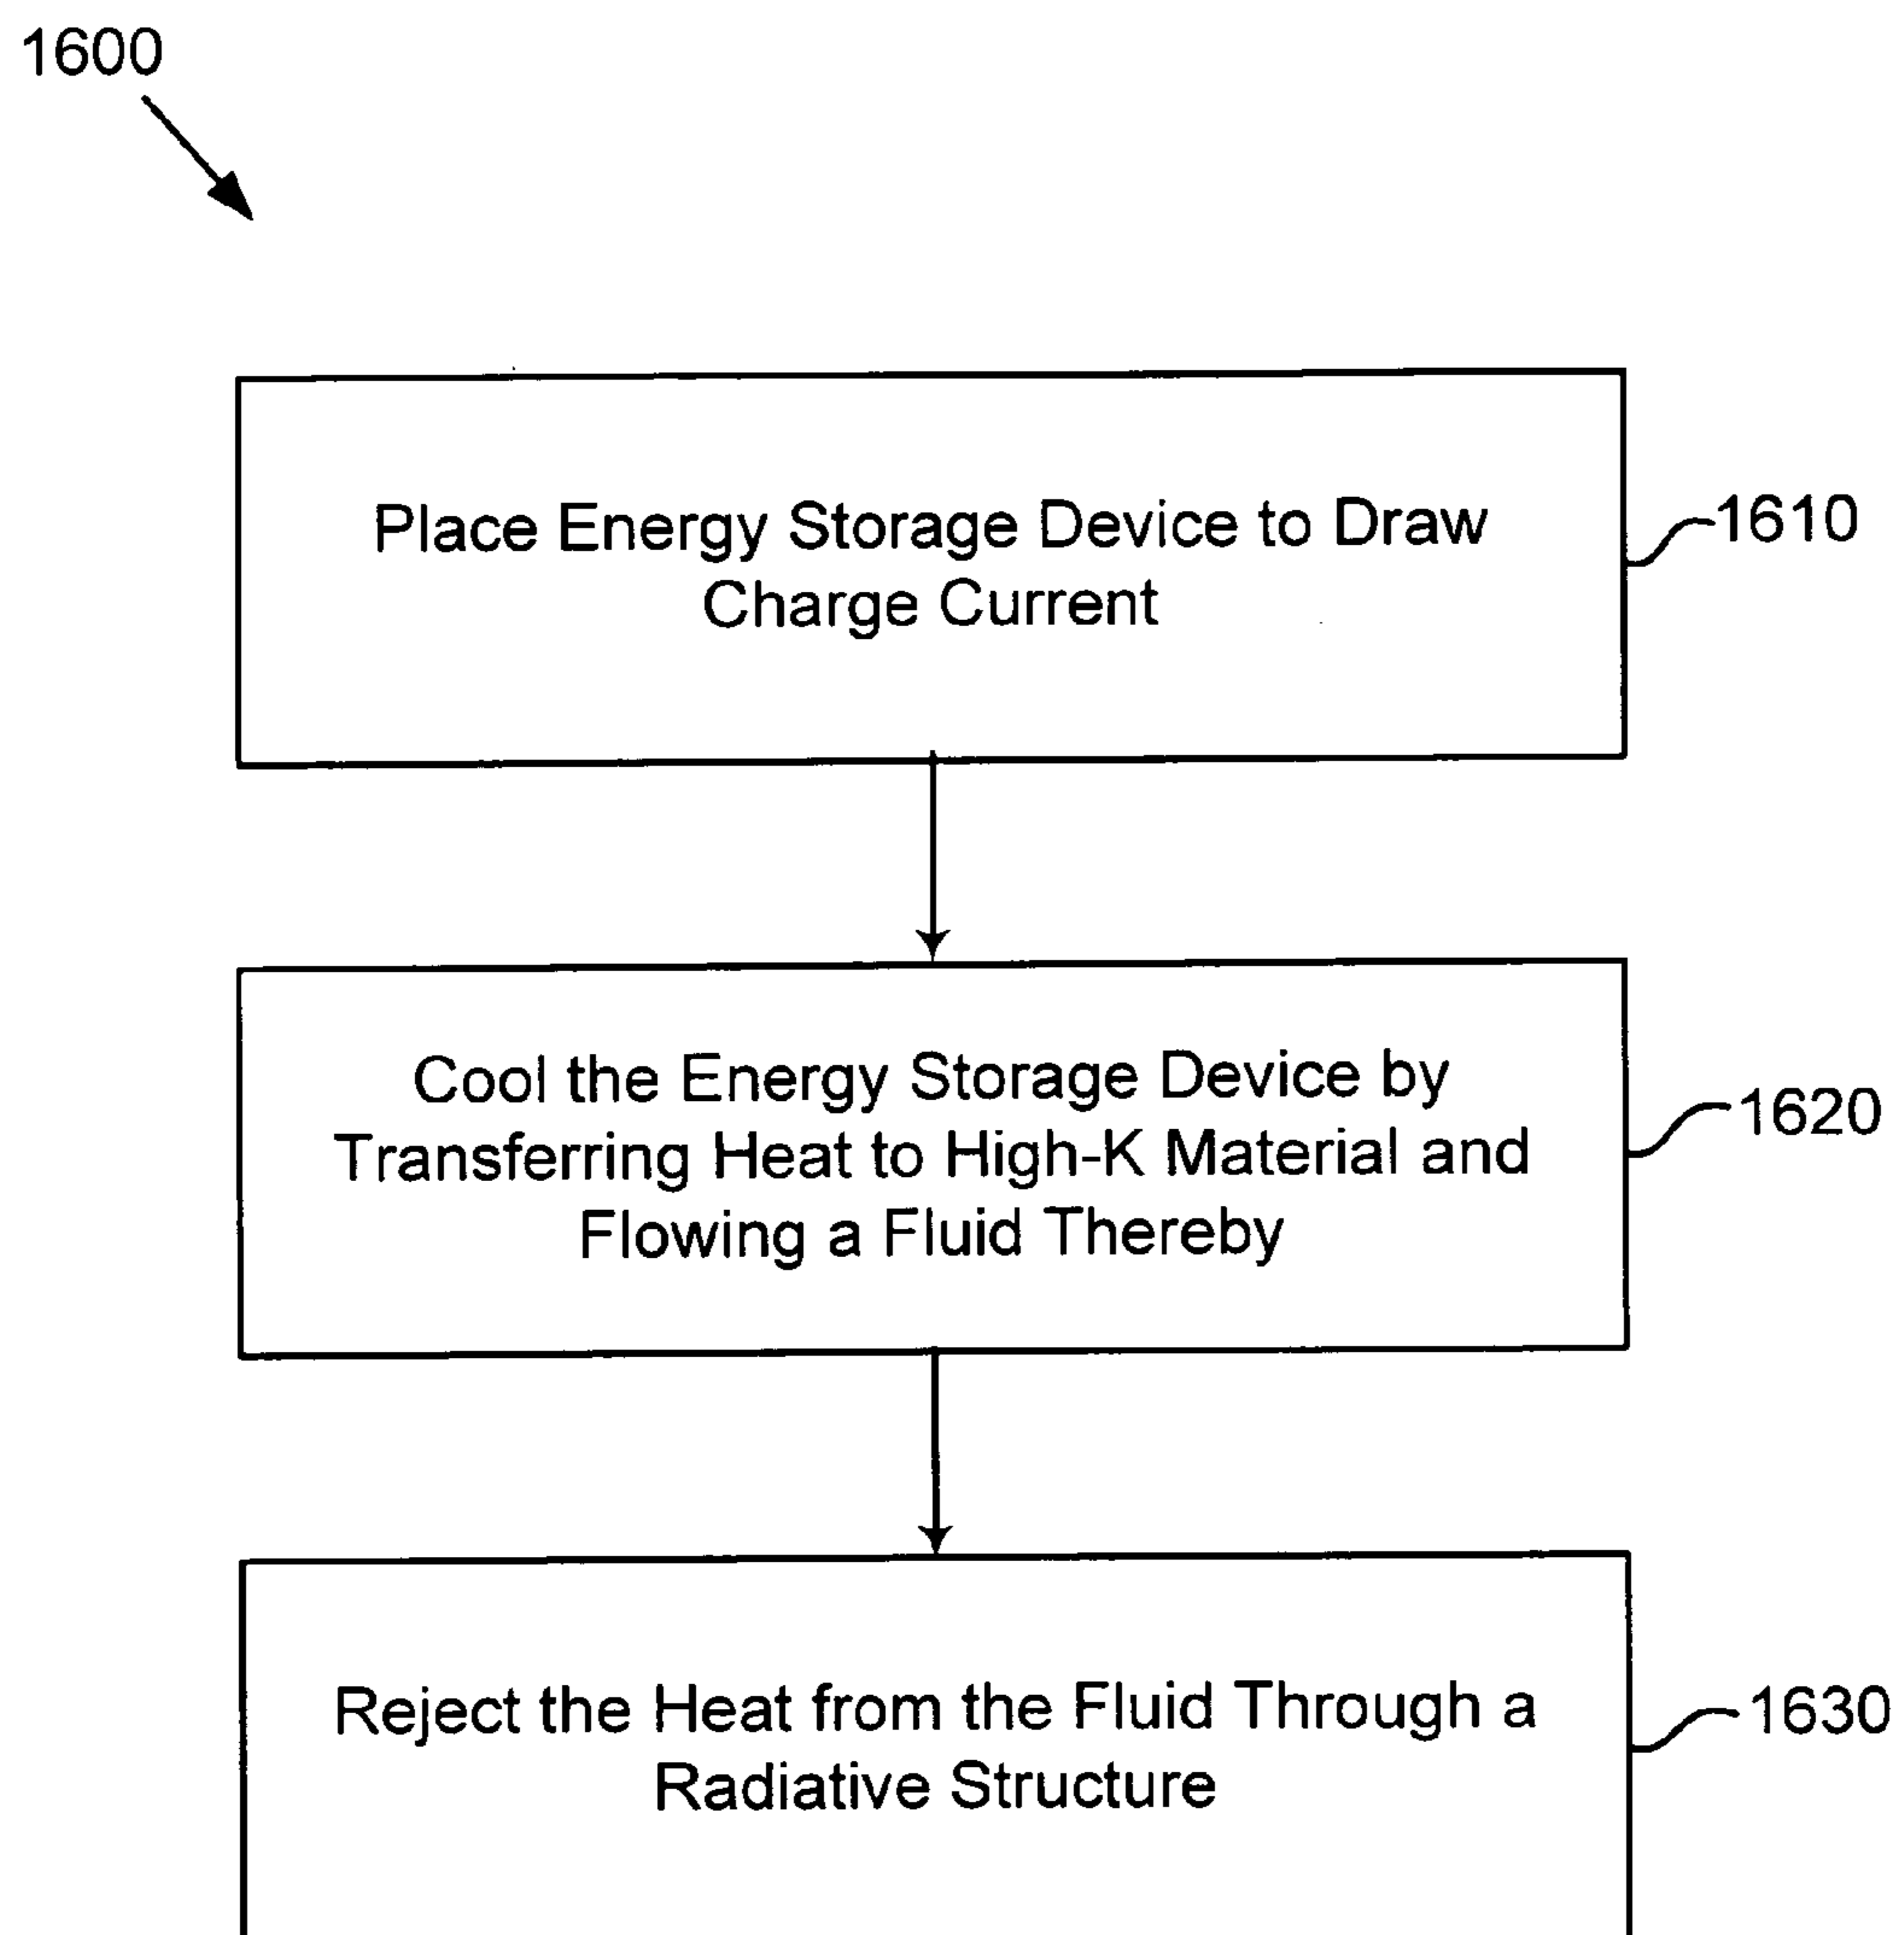 1600
Place Energy Storage Device to Draw
Charge Current
1610
Cool the Energy Storage Device by
Transferring Heat to High-K Material and
Flowing a Fluid Thereby
1620
Reject the Heat from the Fluid Through a
Radiative Structure
1630